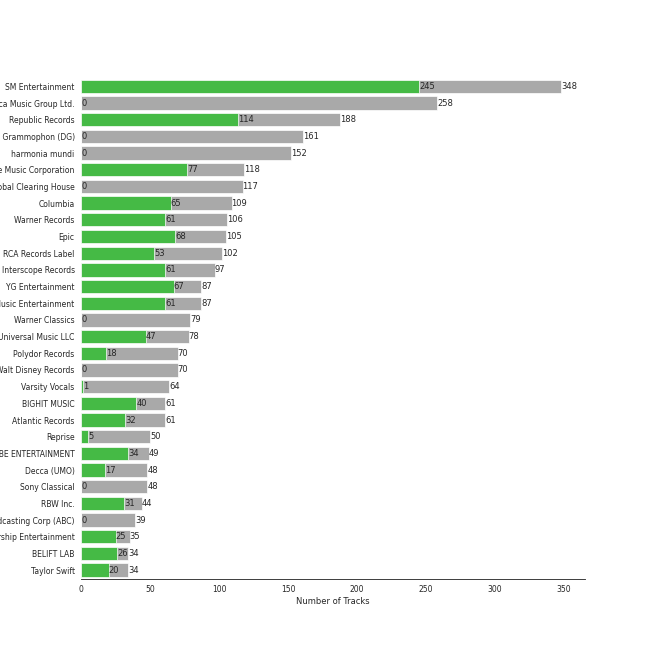 SM Entertainment 245 348
Music Group Ltd. 0 258
Republic Records 114 188
Grammophon (DG) 0 161
harmonia mundi 0 152
Music Corporation 77 118
Clearing House 0 117
Columbia 65 109
Warner Records 61 106
Epic 68 105
RCA Records Label 53 102
Interscope Records 61 97
YG Entertainment 67 87
Entertainment 61 87
Warner Classics 0 79
Universal Music LLC 47 78
Polydor Records 18 70
Walt Disney Records 0 70
Varsity Vocals 1 64
BIGHIT MUSIC 40 61
Atlantic Records 32 61
Reprise 5 50
ENTERTAINMENT 34 49
Decca (UMO) 17 48
Sony Classical 0 48
RBW Inc. 31 44
Corp (ABC) 0 39
Entertainment 25 35
BELIFT LAB 26 34
Taylor Swift 20 34
0 50 100 150 200 250 300 350
Number of Tracks